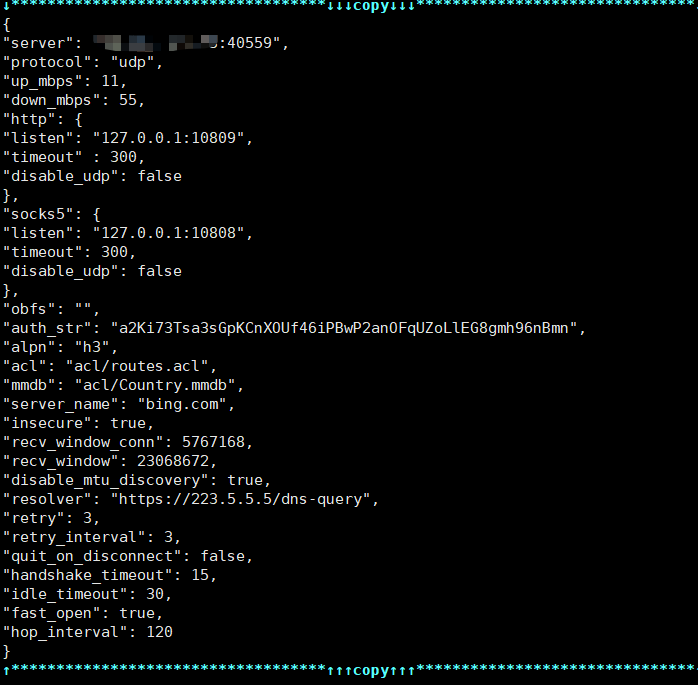 ↓***********************************↓↓↓copy↓↓↓*******************************
{
"server": :40559",
"protocol": "udp",
"up_mbps": 11,
"down_mbps": 55,
"http": {
"listen": "127.0.0.1:10809",
"timeout" : 300,
"disable_udp": false
},
"socks5": {
"listen": "127.0.0.1:10808",
"timeout": 300,
"disable_udp": false
},
"obfs": "",
"auth_str": "a2Ki73Tsa3sGpKCnXOUf46iPBwP2anOFqUZoLlEG8gmh96nBmn",
"alpn": "h3",
"acl": "acl/routes.acl",
"mmdb": "acl/Country.mmdb",
"server_name": "bing.com",
"insecure": true,
"recv_window_conn": 5767168,
"recv_window": 23068672,
"disable_mtu_discovery": true,
"resolver": "https://223.5.5.5/dns-query",
"retry": 3,
"retry_interval": 3,
"quit_on_disconnect": false,
"handshake_timeout": 15,
"idle_timeout": 30,
"fast_open": true,
"hop_interval": 120
}
↑***********************************↑↑↑copy↑↑↑*******************************